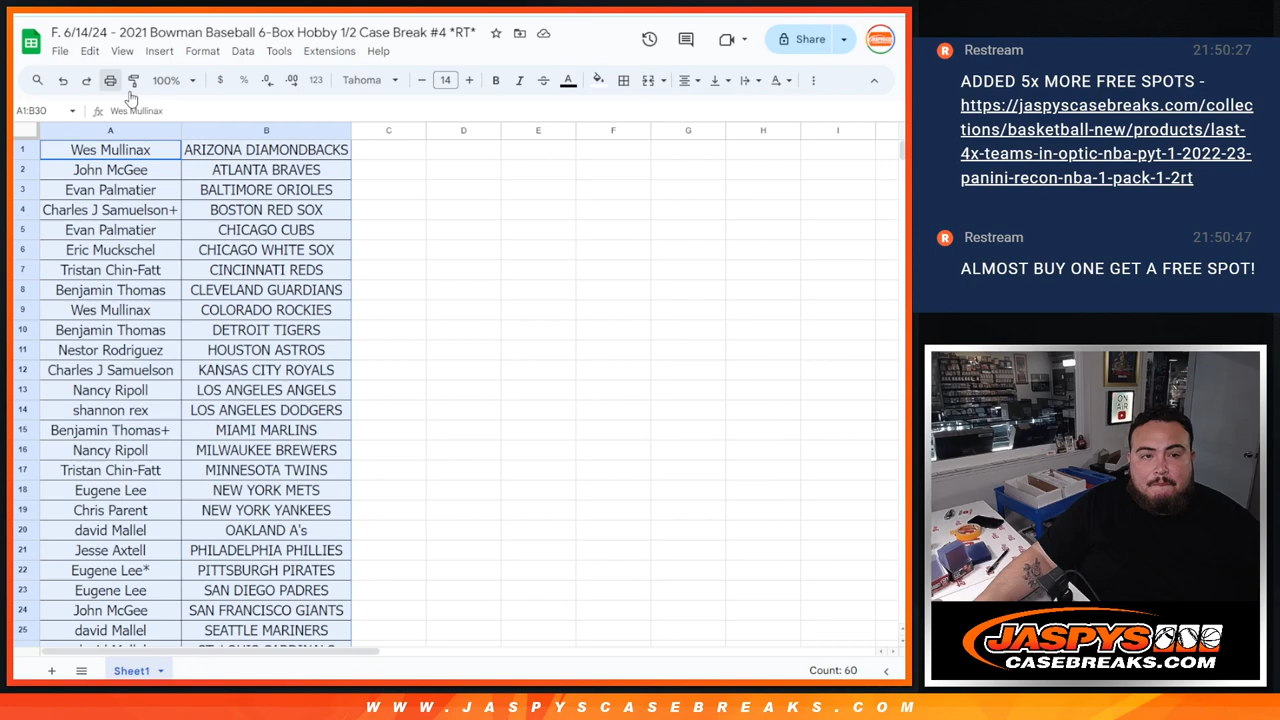 F. 6/14/24 - 2021 Bowman Baseball 6-Box Hobby 1/2 Case Break #4 *RT*
File Edit View Insert Format Data Tools Extensions Help
Share
100% $ % .0 .00 123 Tahoma 14 B I A
A1:B30 fx Wes Mullinax
A B C D E F G H I
1 Wes Mullinax ARIZONA DIAMONDBACKS
2 John McGee ATLANTA BRAVES
3 Evan Palmatier BALTIMORE ORIOLES
4 Charles J Samuelson+ BOSTON RED SOX
5 Evan Palmatier CHICAGO CUBS
6 Eric Muckschel CHICAGO WHITE SOX
7 Tristan Chin-Fatt CINCINNATI REDS
8 Benjamin Thomas CLEVELAND GUARDIANS
9 Wes Mullinax COLORADO ROCKIES
10 Benjamin Thomas DETROIT TIGERS
11 Nestor Rodriguez HOUSTON ASTROS
12 Charles J Samuelson KANSAS CITY ROYALS
13 Nancy Ripoll LOS ANGELES ANGELS
14 shannon rex LOS ANGELES DODGERS
15 Benjamin Thomas+ MIAMI MARLINS
16 Nancy Ripoll MILWAUKEE BREWERS
17 Tristan Chin-Fatt MINNESOTA TWINS
18 Eugene Lee NEW YORK METS
19 Chris Parent NEW YORK YANKEES
20 david Mallel OAKLAND A's
21 Jesse Axtell PHILADELPHIA PHILLIES
22 Eugene Lee* PITTSBURGH PIRATES
23 Eugene Lee SAN DIEGO PADRES
24 John McGee SAN FRANCISCO GIANTS
25 david Mallel SEATTLE MARINERS
Sheet1
Count: 60
Restream 21:50:27
ADDED 5x MORE FREE SPOTS -
https://jaspyscasebreaks.com/collec
tions/basketball-new/products/last-
4x-teams-in-optic-nba-pyt-1-2022-23-
panini-recon-nba-1-pack-1-2rt
Restream 21:50:47
ALMOST BUY ONE GET A FREE SPOT!
ON
AIR
JASPYS
CASEBREAKS.COM
WWW.JASPYSCASEBREAKS.COM